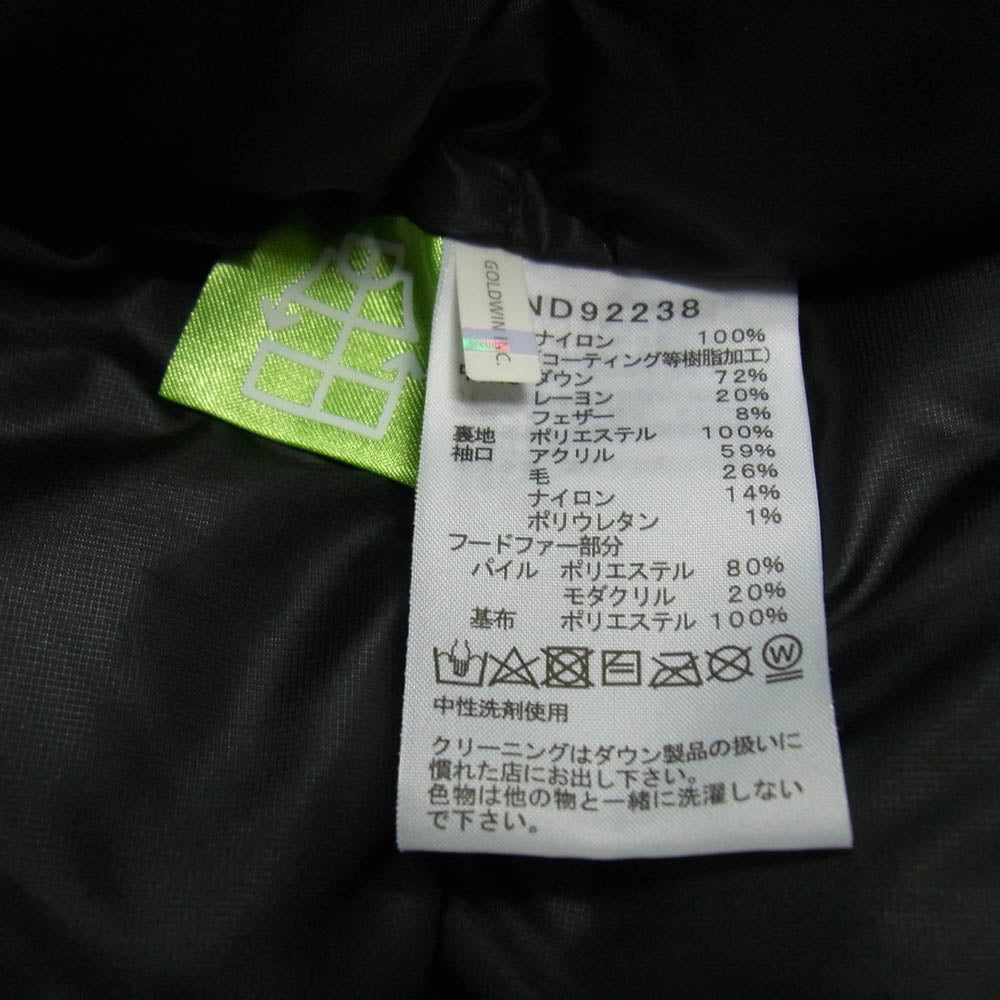 GOLDWIN INC.
ND92238
ナイロン 100%
(コーティング等樹脂加工)
ダウン 72%
レーヨン 20%
フェザー 8%
裏地 ポリエステル 100%
袖口 アクリル 59%
毛 26%
ナイロン 14%
ポリウレタン 1%
フードファー部分
パイル ポリエステル 80%
モダクリル 20%
基布 ポリエステル 100%
W
中性洗剤使用
クリーニングはダウン製品の扱いに
慣れた店にお出し下さい。
色物は他の物と一緒に洗濯しない
で下さい。